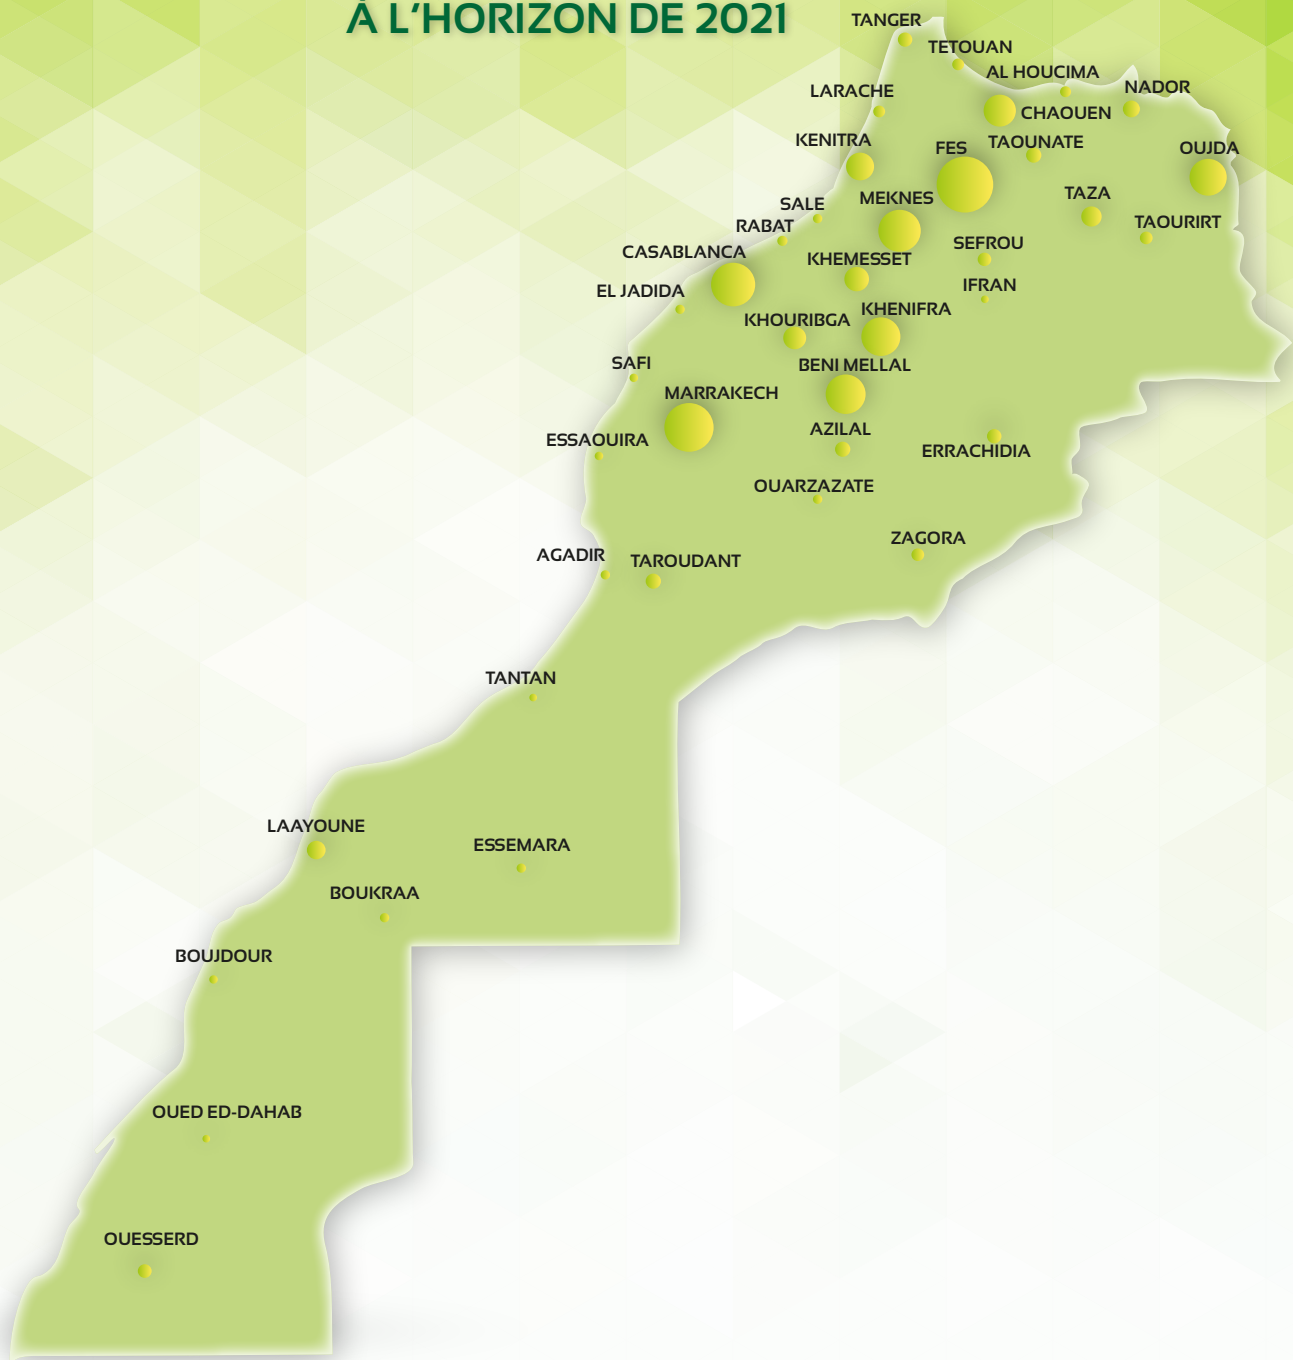 À L'HORIZON DE 2021
TANGER
TETOUAN
AL HOUCIMA
NADOR
LARACHE
CHAOUEN
KENITRA
FES
TAOUNATE
OUJDA
TAZA
MEKNES
SALE
TAOURIRT
RABAT
SEFROU
CASABLANCA
KHEMESSET
IFRAN
EL JADIDA
KHENIFRA
KHOURIBGA
SAFI
BENI MELLAL
MARRAKECH
AZILAL
ESSAOUIRA
ERRACHIDIA
OUARZAZATE
ZAGORA
AGADIR
TAROUDANT
TANTAN
LAAYOUNE
ESSEMARA
BOUKRAA
BOUJDOUR
OUED ED-DAHAB
OUESSERD